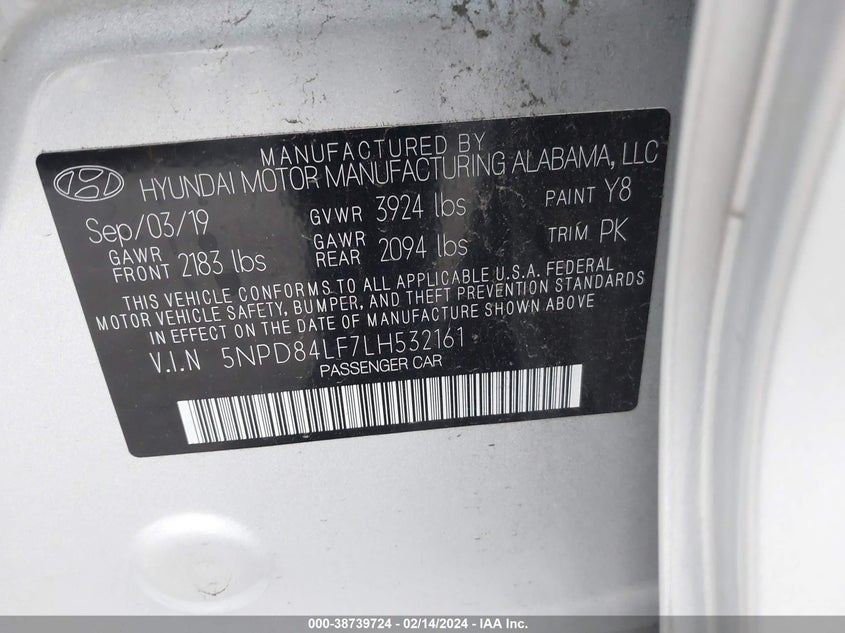 MANUFACTURED BY
HYUNDAI MOTOR MANUFACTURING ALABAMA, LLC
Sep/03/19 GVWR 3924 lbs PAINT Y8
GAWR FRONT 2183 lbs GAWR REAR 2094 lbs TRIM PK
THIS VEHICLE CONFORMS TO ALL APPLICABLE U.S.A. FEDERAL
MOTOR VEHICLE SAFETY, BUMPER, AND THEFT PREVENTION STANDARDS
IN EFFECT ON THE DATE OF MANUFACTURE SHOWN ABOVE
V.I.N 5NPD84LF7LH532161
PASSENGER CAR
000-38739724 - 02/14/2024 - IAA Inc.